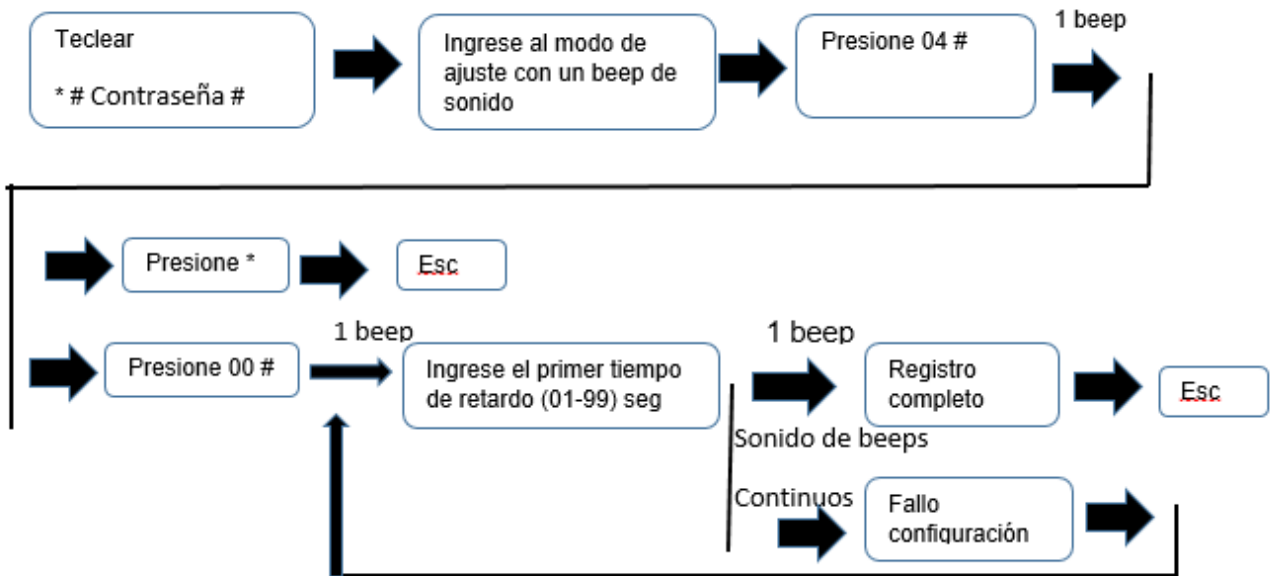 Teclear
* # Contraseña #
Ingrese al modo de
ajuste con un beep de
sonido
Presione 04 #
1 beep
Presione *
Esc
Presione 00 #
1 beep
Ingrese el primer tiempo
de retardo (01-99) seg
1 beep
Registro
completo
Esc
Sonido de beeps
Continuos
Fallo
configuración